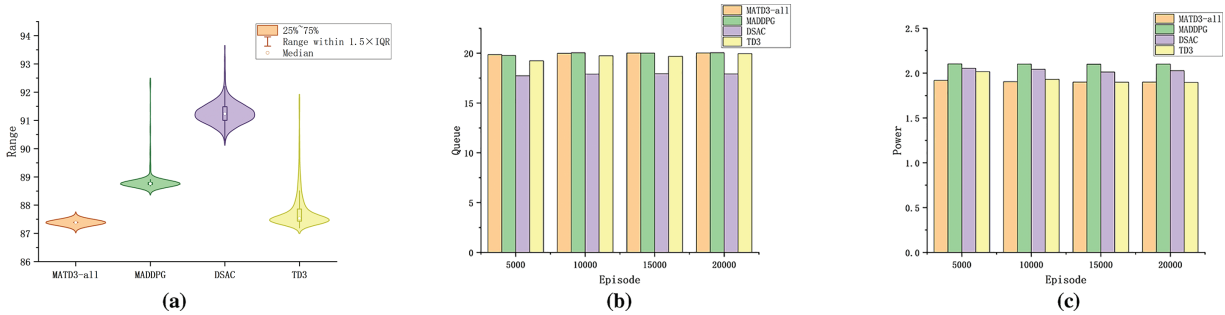 25%~75%
Range within 1.5×IQR
Median
94
93
92
91
90
89
88
87
86
Range
MATD3-all
MADDPG
DSAC
TD3
(a)
MATD3-all
MADDPG
DSAC
TD3
25
20
15
10
5
0
Queue
5000
10000
15000
20000
Episode
(b)
MATD3-all
MADDPG
DSAC
TD3
2.5
2.0
1.5
1.0
0.5
0.0
Power
5000
10000
15000
20000
Episode
(c)